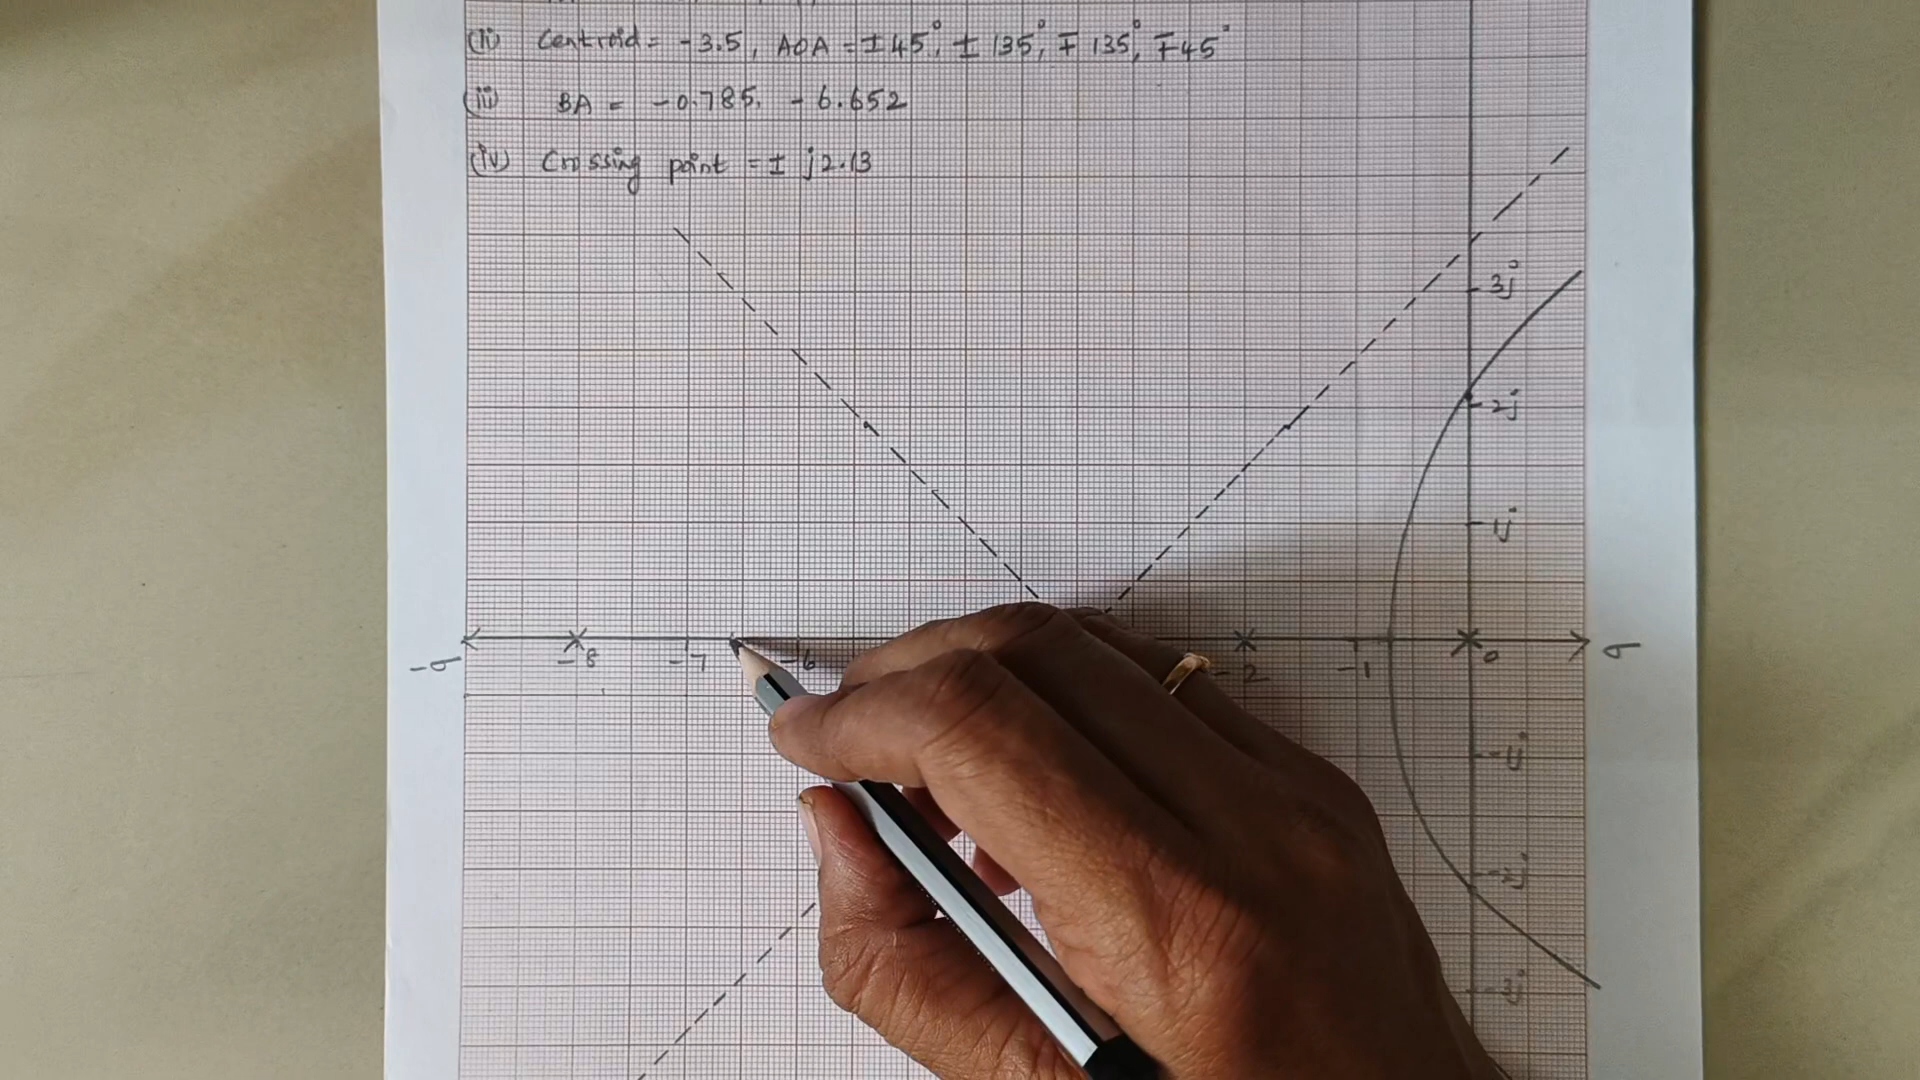 (ii) Centroid = -3.5, AOA = ±45°, ±135°, ∓135°, ∓45°
(iii) BA = -0.785, -6.652
(iv) Crossing point = ± j2.13
3j
2j
1j
-σ -8 -7 -6 -2 -1 0 σ
-1j
-2j
-3j